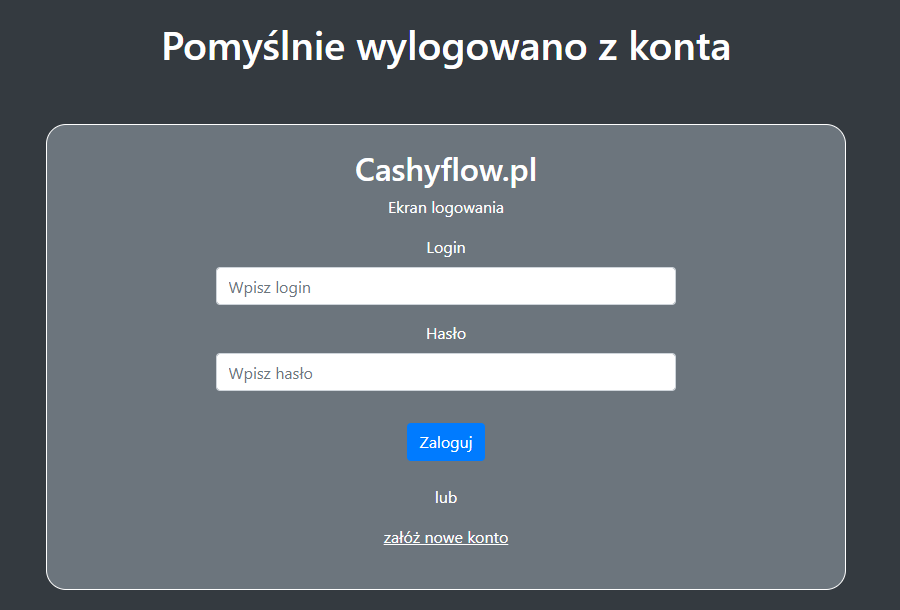 Pomyślnie wylogowano z konta
Cashyflow.pl
Ekran logowania
Login
Wpisz login
Hasło
Wpisz hasło
Zaloguj
lub
załóż nowe konto